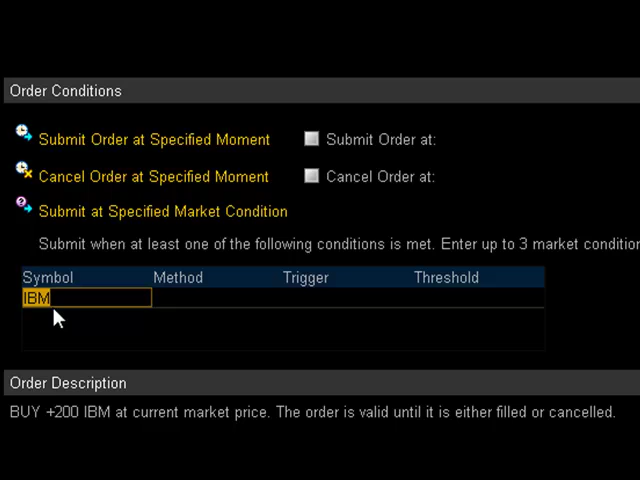 Order Conditions
Submit Order at Specified Moment Submit Order at:
Cancel Order at Specified Moment Cancel Order at:
Submit at Specified Market Condition
Submit when at least one of the following conditions is met. Enter up to 3 market condition
Symbol Method Trigger Threshold
IBM
Order Description
BUY +200 IBM at current market price. The order is valid until it is either filled or cancelled.